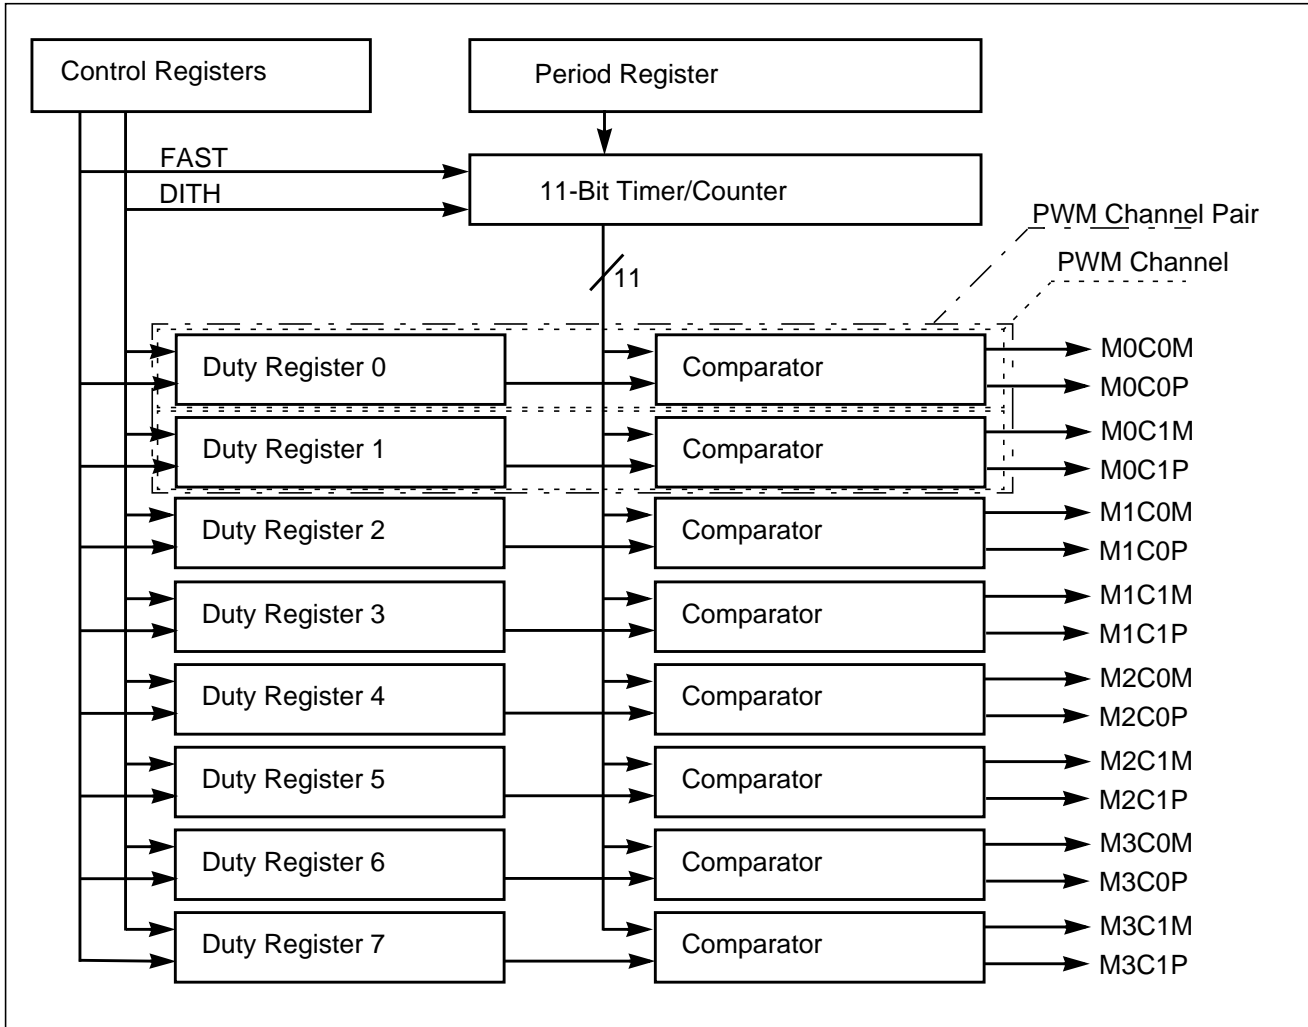 Control Registers
Period Register
FAST
DITH
11-Bit Timer/Counter
PWM Channel Pair
PWM Channel
11
Duty Register 0
Comparator
M0C0M
M0C0P
Duty Register 1
Comparator
M0C1M
M0C1P
Duty Register 2
Comparator
M1C0M
M1C0P
Duty Register 3
Comparator
M1C1M
M1C1P
Duty Register 4
Comparator
M2C0M
M2C0P
Duty Register 5
Comparator
M2C1M
M2C1P
Duty Register 6
Comparator
M3C0M
M3C0P
Duty Register 7
Comparator
M3C1M
M3C1P